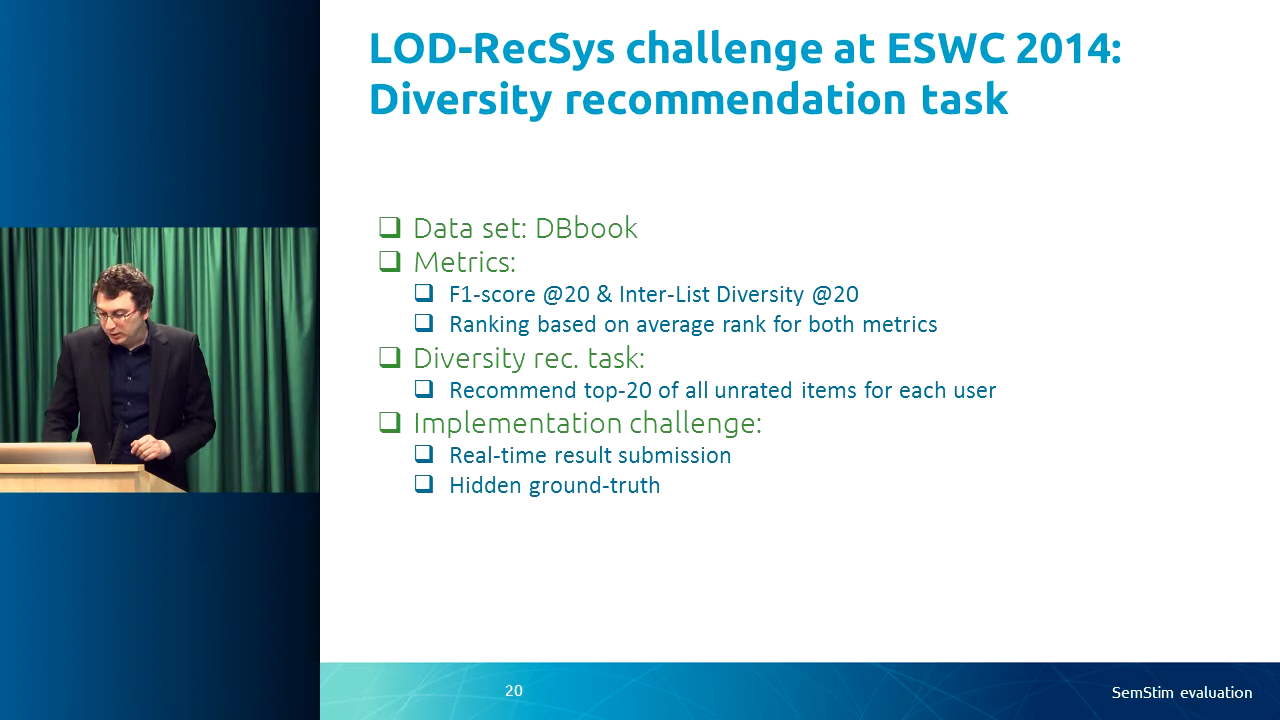 LOD-RecSys challenge at ESWC 2014:
Diversity recommendation task
Data set: DBbook
Metrics:
F1-score @20 & Inter-List Diversity @20
Ranking based on average rank for both metrics
Diversity rec. task:
Recommend top-20 of all unrated items for each user
Implementation challenge:
Real-time result submission
Hidden ground-truth
20
SemStim evaluation